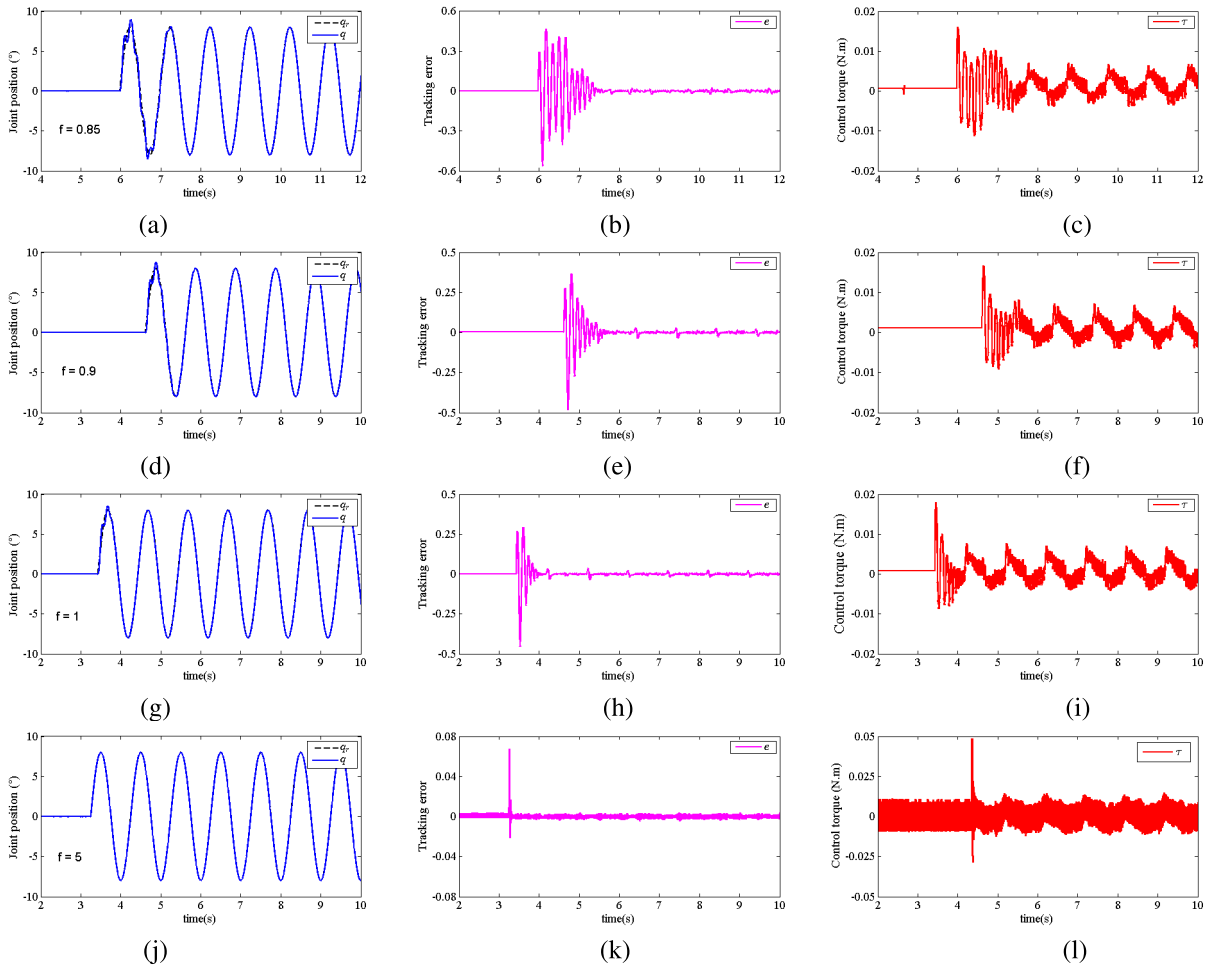 10
5
0
-5
-10
Joint position (°)
qr
q
f = 0.85
4 5 6 7 8 9 10 11 12
time(s)
(a)
0.6
0.3
0
-0.3
-0.6
Tracking error
e
4 5 6 7 8 9 10 11 12
time(s)
(b)
0.02
0.01
0
-0.01
-0.02
Control torque (N.m)
τ
4 5 6 7 8 9 10 11 12
time(s)
(c)
10
5
0
-5
-10
Joint position (°)
qr
q
f = 0.9
2 3 4 5 6 7 8 9 10
time(s)
(d)
0.5
0.25
0
-0.25
-0.5
Tracking error
e
2 3 4 5 6 7 8 9 10
time(s)
(e)
0.02
0.01
0
-0.01
-0.02
Control torque (N.m)
τ
2 3 4 5 6 7 8 9 10
time(s)
(f)
10
5
0
-5
-10
Joint position (°)
qr
q
f = 1
2 3 4 5 6 7 8 9 10
time(s)
(g)
0.5
0.25
0
-0.25
-0.5
Tracking error
e
2 3 4 5 6 7 8 9 10
time(s)
(h)
0.02
0.01
0
-0.01
-0.02
Control torque (N.m)
τ
2 3 4 5 6 7 8 9 10
time(s)
(i)
10
5
0
-5
-10
Joint position (°)
qr
q
f = 5
2 3 4 5 6 7 8 9 10
time(s)
(j)
0.08
0.04
0
-0.04
-0.08
Tracking error
e
2 3 4 5 6 7 8 9 10
time(s)
(k)
0.05
0.025
0
-0.025
-0.05
Control torque (N.m)
τ
2 3 4 5 6 7 8 9 10
time(s)
(l)